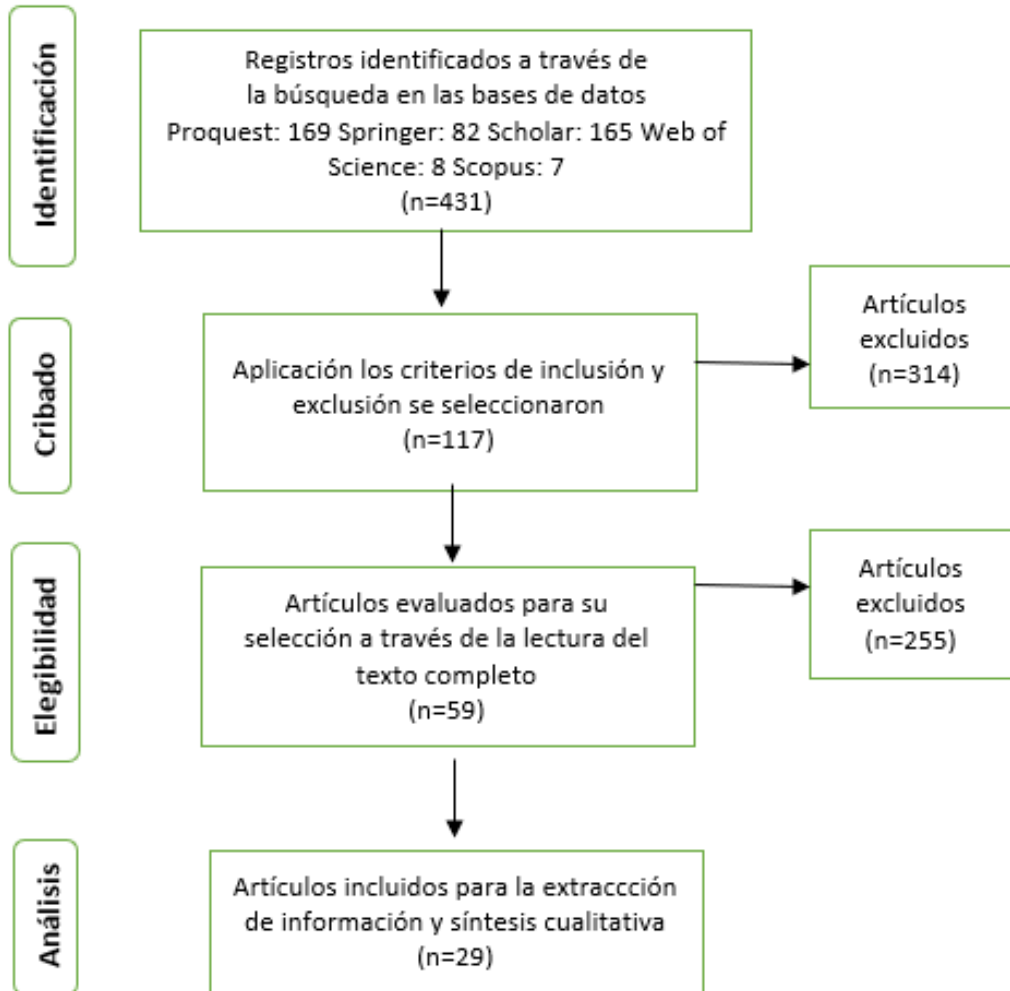 Identificación
Registros identificados a través de
la búsqueda en las bases de datos
Proquest: 169 Springer: 82 Scholar: 165 Web of
Science: 8 Scopus: 7
(n=431)
Cribado
Aplicación los criterios de inclusión y
exclusión se seleccionaron
(n=117)
Artículos
excluidos
(n=314)
Elegibilidad
Artículos evaluados para su
selección a través de la lectura del
texto completo
(n=59)
Artículos
excluidos
(n=255)
Análisis
Artículos incluidos para la extraccción
de información y síntesis cualitativa
(n=29)